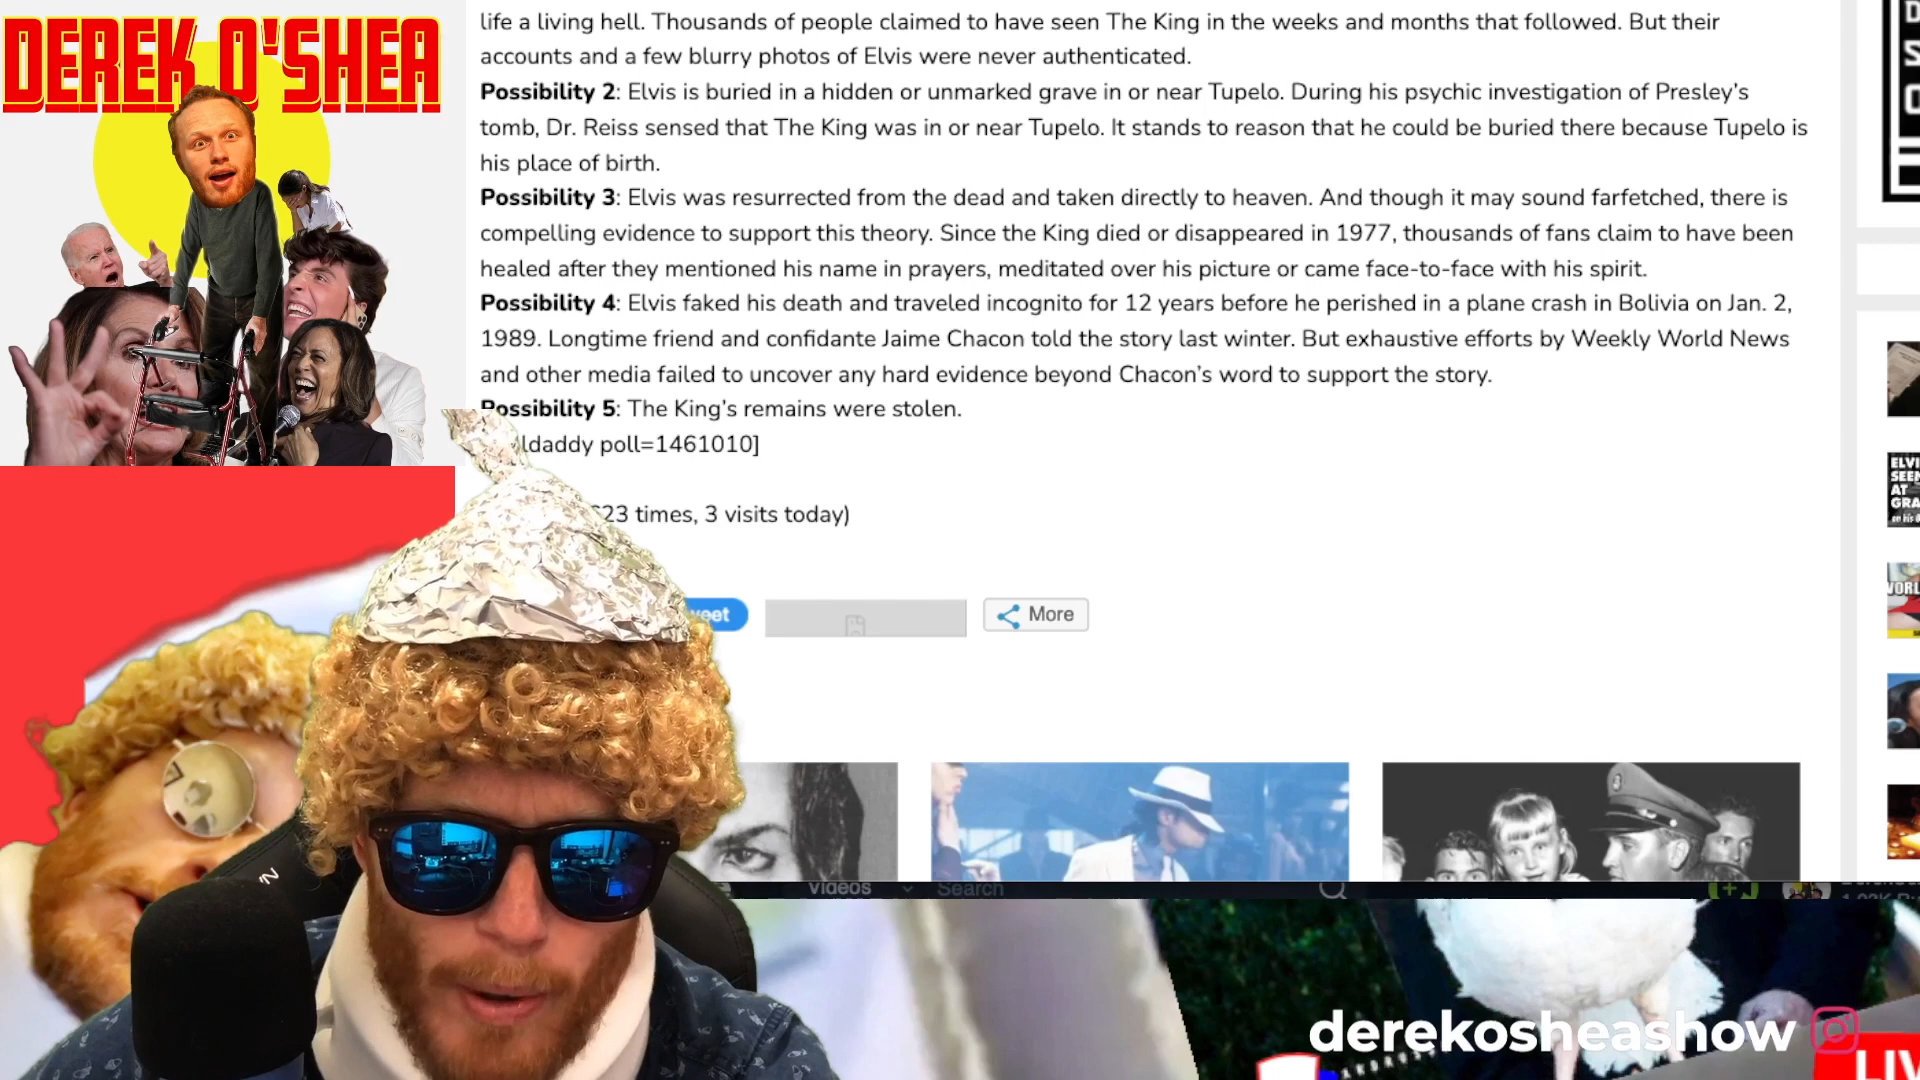 DEREK O'SHEA
life a living hell. Thousands of people claimed to have seen The King in the weeks and months that followed. But their
accounts and a few blurry photos of Elvis were never authenticated.
Possibility 2: Elvis is buried in a hidden or unmarked grave in or near Tupelo. During his psychic investigation of Presley's
tomb, Dr. Reiss sensed that The King was in or near Tupelo. It stands to reason that he could be buried there because Tupelo is
his place of birth.
Possibility 3: Elvis was resurrected from the dead and taken directly to heaven. And though it may sound farfetched, there is
compelling evidence to support this theory. Since the King died or disappeared in 1977, thousands of fans claim to have been
healed after they mentioned his name in prayers, meditated over his picture or came face-to-face with his spirit.
Possibility 4: Elvis faked his death and traveled incognito for 12 years before he perished in a plane crash in Bolivia on Jan. 2,
1989. Longtime friend and confidante Jaime Chacon told the story last winter. But exhaustive efforts by Weekly World News
and other media failed to uncover any hard evidence beyond Chacon's word to support the story.
Possibility 5: The King's remains were stolen.
ldaddy poll=1461010]
23 times, 3 visits today)
More
Videos
Search
derekosheashow
LIV